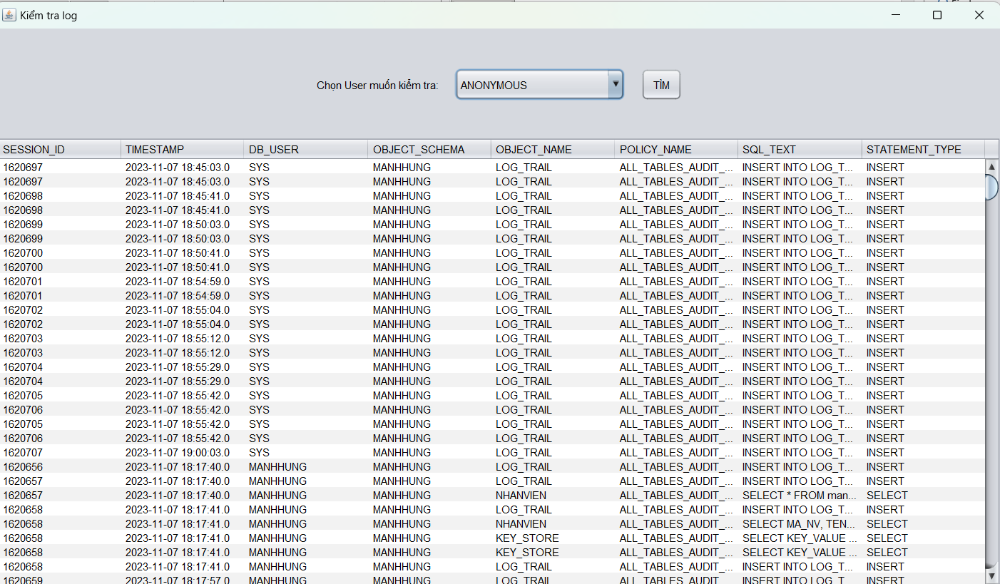 Kiểm tra log
Chọn User muốn kiểm tra: ANONYMOUS TÌM
SESSION_ID TIMESTAMP DB_USER OBJECT_SCHEMA OBJECT_NAME POLICY_NAME SQL_TEXT STATEMENT_TYPE
1620697 2023-11-07 18:45:03.0 SYS MANHHUNG LOG_TRAIL ALL_TABLES_AUDIT_... INSERT INTO LOG_T... INSERT
1620697 2023-11-07 18:45:03.0 SYS MANHHUNG LOG_TRAIL ALL_TABLES_AUDIT_... INSERT INTO LOG_T... INSERT
1620698 2023-11-07 18:45:41.0 SYS MANHHUNG LOG_TRAIL ALL_TABLES_AUDIT_... INSERT INTO LOG_T... INSERT
1620698 2023-11-07 18:45:41.0 SYS MANHHUNG LOG_TRAIL ALL_TABLES_AUDIT_... INSERT INTO LOG_T... INSERT
1620699 2023-11-07 18:50:03.0 SYS MANHHUNG LOG_TRAIL ALL_TABLES_AUDIT_... INSERT INTO LOG_T... INSERT
1620699 2023-11-07 18:50:03.0 SYS MANHHUNG LOG_TRAIL ALL_TABLES_AUDIT_... INSERT INTO LOG_T... INSERT
1620700 2023-11-07 18:50:41.0 SYS MANHHUNG LOG_TRAIL ALL_TABLES_AUDIT_... INSERT INTO LOG_T... INSERT
1620700 2023-11-07 18:50:41.0 SYS MANHHUNG LOG_TRAIL ALL_TABLES_AUDIT_... INSERT INTO LOG_T... INSERT
1620701 2023-11-07 18:54:59.0 SYS MANHHUNG LOG_TRAIL ALL_TABLES_AUDIT_... INSERT INTO LOG_T... INSERT
1620701 2023-11-07 18:54:59.0 SYS MANHHUNG LOG_TRAIL ALL_TABLES_AUDIT_... INSERT INTO LOG_T... INSERT
1620702 2023-11-07 18:55:04.0 SYS MANHHUNG LOG_TRAIL ALL_TABLES_AUDIT_... INSERT INTO LOG_T... INSERT
1620702 2023-11-07 18:55:04.0 SYS MANHHUNG LOG_TRAIL ALL_TABLES_AUDIT_... INSERT INTO LOG_T... INSERT
1620703 2023-11-07 18:55:12.0 SYS MANHHUNG LOG_TRAIL ALL_TABLES_AUDIT_... INSERT INTO LOG_T... INSERT
1620703 2023-11-07 18:55:12.0 SYS MANHHUNG LOG_TRAIL ALL_TABLES_AUDIT_... INSERT INTO LOG_T... INSERT
1620704 2023-11-07 18:55:29.0 SYS MANHHUNG LOG_TRAIL ALL_TABLES_AUDIT_... INSERT INTO LOG_T... INSERT
1620704 2023-11-07 18:55:29.0 SYS MANHHUNG LOG_TRAIL ALL_TABLES_AUDIT_... INSERT INTO LOG_T... INSERT
1620705 2023-11-07 18:55:42.0 SYS MANHHUNG LOG_TRAIL ALL_TABLES_AUDIT_... INSERT INTO LOG_T... INSERT
1620706 2023-11-07 18:55:42.0 SYS MANHHUNG LOG_TRAIL ALL_TABLES_AUDIT_... INSERT INTO LOG_T... INSERT
1620705 2023-11-07 18:55:42.0 SYS MANHHUNG LOG_TRAIL ALL_TABLES_AUDIT_... INSERT INTO LOG_T... INSERT
1620706 2023-11-07 18:55:42.0 SYS MANHHUNG LOG_TRAIL ALL_TABLES_AUDIT_... INSERT INTO LOG_T... INSERT
1620707 2023-11-07 19:00:03.0 SYS MANHHUNG LOG_TRAIL ALL_TABLES_AUDIT_... INSERT INTO LOG_T... INSERT
1620656 2023-11-07 18:17:40.0 MANHHUNG MANHHUNG LOG_TRAIL ALL_TABLES_AUDIT_... INSERT INTO LOG_T... INSERT
1620657 2023-11-07 18:17:40.0 MANHHUNG MANHHUNG LOG_TRAIL ALL_TABLES_AUDIT_... INSERT INTO LOG_T... INSERT
1620657 2023-11-07 18:17:40.0 MANHHUNG MANHHUNG NHANVIEN ALL_TABLES_AUDIT_... SELECT * FROM man... SELECT
1620658 2023-11-07 18:17:41.0 MANHHUNG MANHHUNG LOG_TRAIL ALL_TABLES_AUDIT_... INSERT INTO LOG_T... INSERT
1620658 2023-11-07 18:17:41.0 MANHHUNG MANHHUNG NHANVIEN ALL_TABLES_AUDIT_... SELECT MA_NV, TEN... SELECT
1620658 2023-11-07 18:17:41.0 MANHHUNG MANHHUNG KEY_STORE ALL_TABLES_AUDIT_... SELECT KEY_VALUE ... SELECT
1620658 2023-11-07 18:17:41.0 MANHHUNG MANHHUNG KEY_STORE ALL_TABLES_AUDIT_... SELECT KEY_VALUE ... SELECT
1620658 2023-11-07 18:17:41.0 MANHHUNG MANHHUNG LOG_TRAIL ALL_TABLES_AUDIT_... INSERT INTO LOG_T... INSERT
1620659 2023-11-07 18:17:57.0 MANHHUNG MANHHUNG LOG_TRAIL ALL_TABLES_AUDIT_... INSERT INTO LOG_T... INSERT